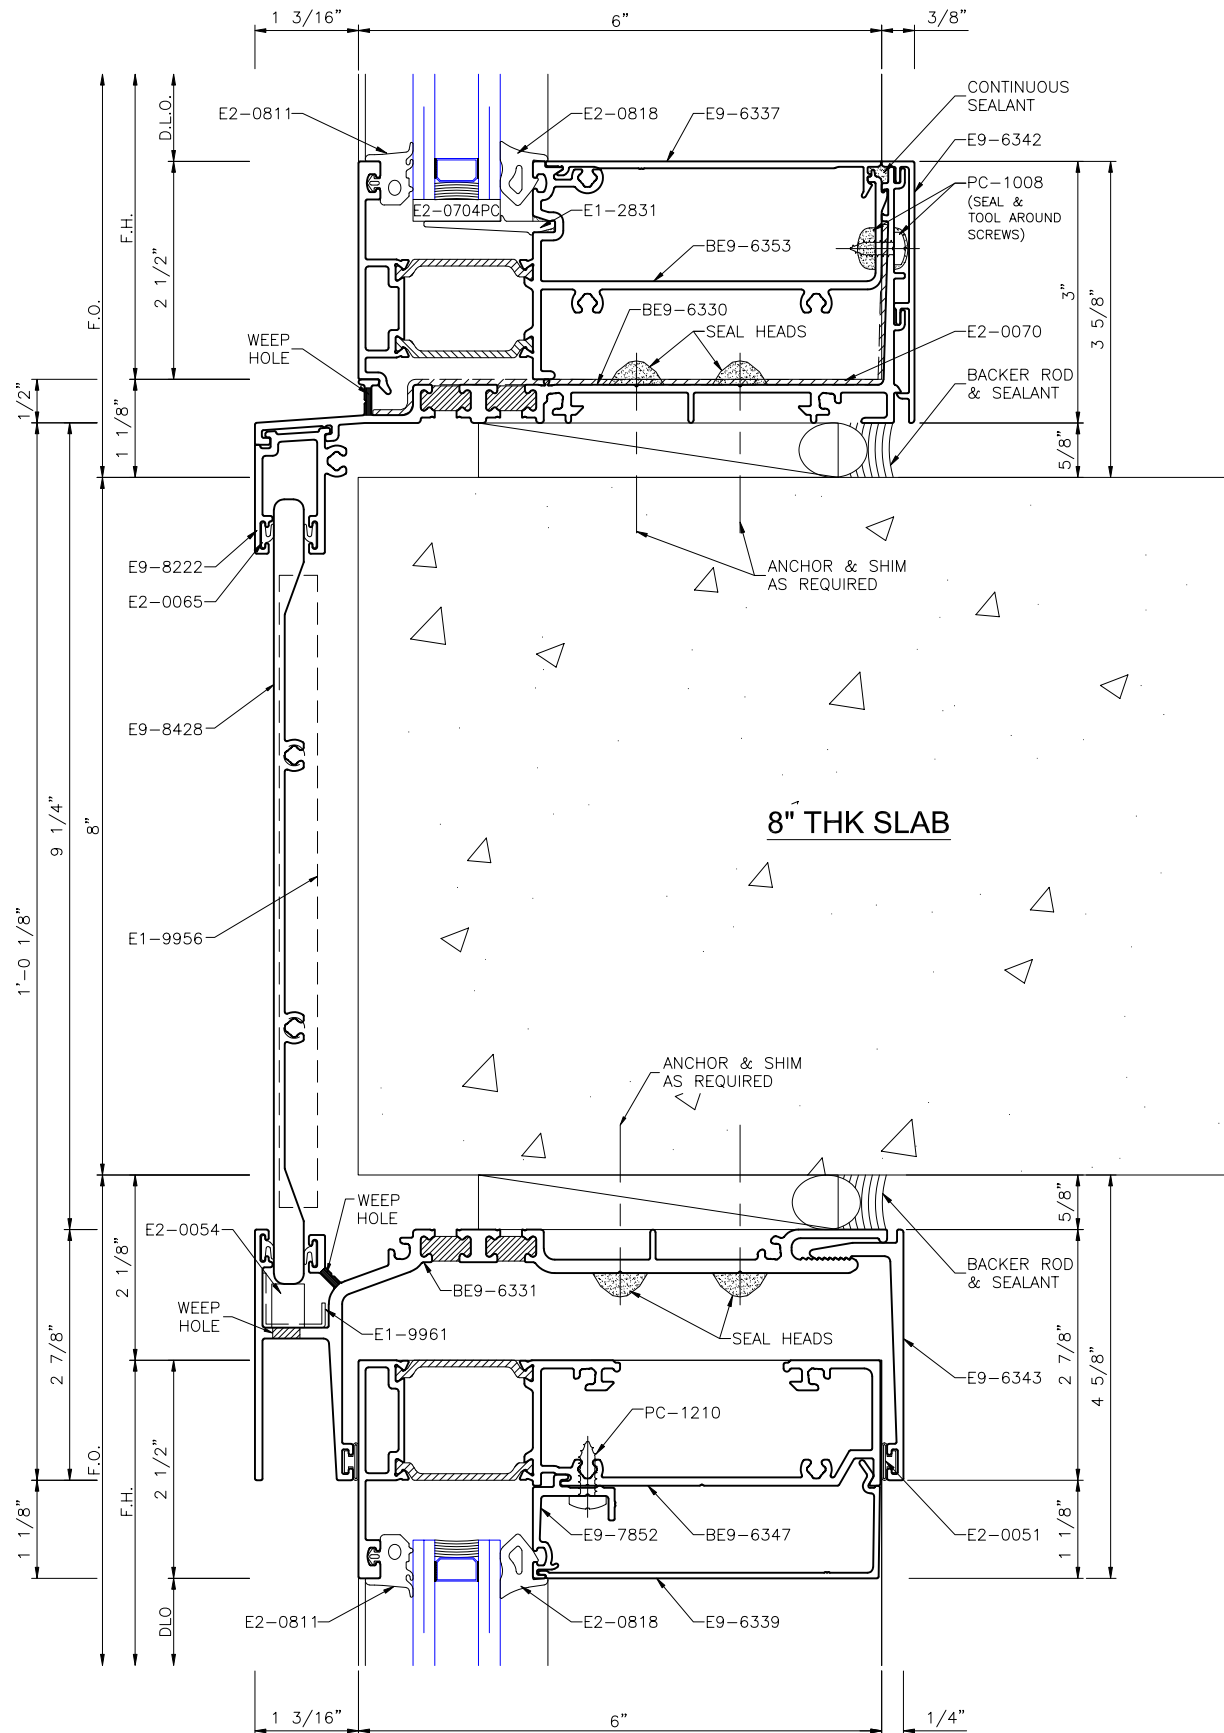 1 3/16"
6"
3/8"
D.L.O.
F.H.
F.O.
E2-0811
E2-0818
E9-6337
CONTINUOUS
SEALANT
E9-6342
PC-1008
(SEAL &
TOOL AROUND
SCREWS)
E2-0704PC
E1-2831
BE9-6353
2 1/2"
3"
3 5/8"
BE9-6330
SEAL HEADS
E2-0070
WEEP
HOLE
BACKER ROD
& SEALANT
1/2"
1 1/8"
5/8"
E9-8222
E2-0065
ANCHOR & SHIM
AS REQUIRED
E9-8428
9 1/4"
8"
8" THK SLAB
1'-0 1/8"
E1-9956
ANCHOR & SHIM
AS REQUIRED
WEEP
HOLE
E2-0054
2 1/8"
5/8"
BACKER ROD
& SEALANT
BE9-6331
WEEP
HOLE
E1-9961
SEAL HEADS
2 7/8"
2 7/8"
E9-6343
4 5/8"
PC-1210
F.O.
F.H.
2 1/2"
1 1/8"
E9-7852
BE9-6347
E2-0051
1 1/8"
DLO
E2-0811
E2-0818
E9-6339
1 3/16"
6"
1/4"